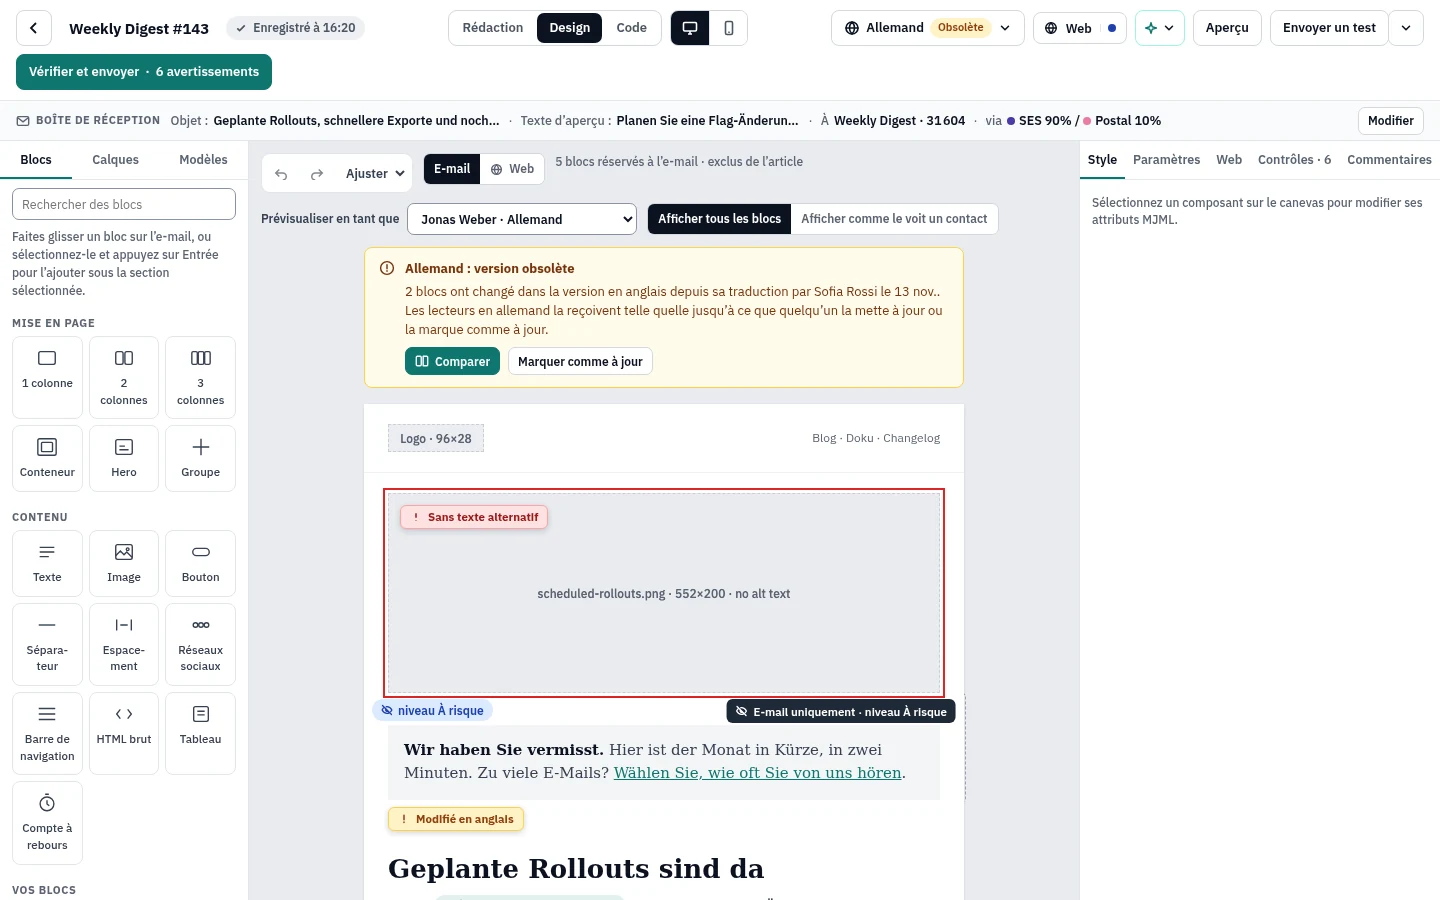 Weekly Digest #143
Enregistré à 16:20
Rédaction
Design
Code
Allemand
Obsolète
Web
Aperçu
Envoyer un test
Vérifier et envoyer · 6 avertissements
BOÎTE DE RÉCEPTION
Objet : Geplante Rollouts, schnellere Exporte und noch…
· Texte d’aperçu : Planen Sie eine Flag-Änderun…
· À Weekly Digest · 31 604
· via SES 90% / Postal 10%
Modifier
Blocs
Calques
Modèles
Rechercher des blocs
Faites glisser un bloc sur l’e-mail, ou
sélectionnez-le et appuyez sur Entrée
pour l’ajouter sous la section
sélectionnée.
MISE EN PAGE
1 colonne
2
colonnes
3
colonnes
Conteneur
Hero
Groupe
CONTENU
Texte
Image
Bouton
Sépara-
teur
Espace-
ment
Réseaux
sociaux
Barre de
navigation
HTML brut
Tableau
Compte à
rebours
VOS BLOCS
Ajuster
E-mail
Web
5 blocs réservés à l’e-mail · exclus de l’article
Prévisualiser en tant que
Jonas Weber · Allemand
Afficher tous les blocs
Afficher comme le voit un contact
Allemand : version obsolète
2 blocs ont changé dans la version en anglais depuis sa traduction par Sofia Rossi le 13 nov..
Les lecteurs en allemand la reçoivent telle quelle jusqu’à ce que quelqu’un la mette à jour ou
la marque comme à jour.
Comparer
Marquer comme à jour
Logo · 96×28
Blog · Doku · Changelog
! Sans texte alternatif
scheduled-rollouts.png · 552×200 · no alt text
niveau À risque
E-mail uniquement · niveau À risque
Wir haben Sie vermisst. Hier ist der Monat in Kürze, in zwei
Minuten. Zu viele E-Mails? Wählen Sie, wie oft Sie von uns hören.
! Modifié en anglais
Geplante Rollouts sind da
Style
Paramètres
Web
Contrôles · 6
Commentaires
Sélectionnez un composant sur le canevas pour modifier ses
attributs MJML.